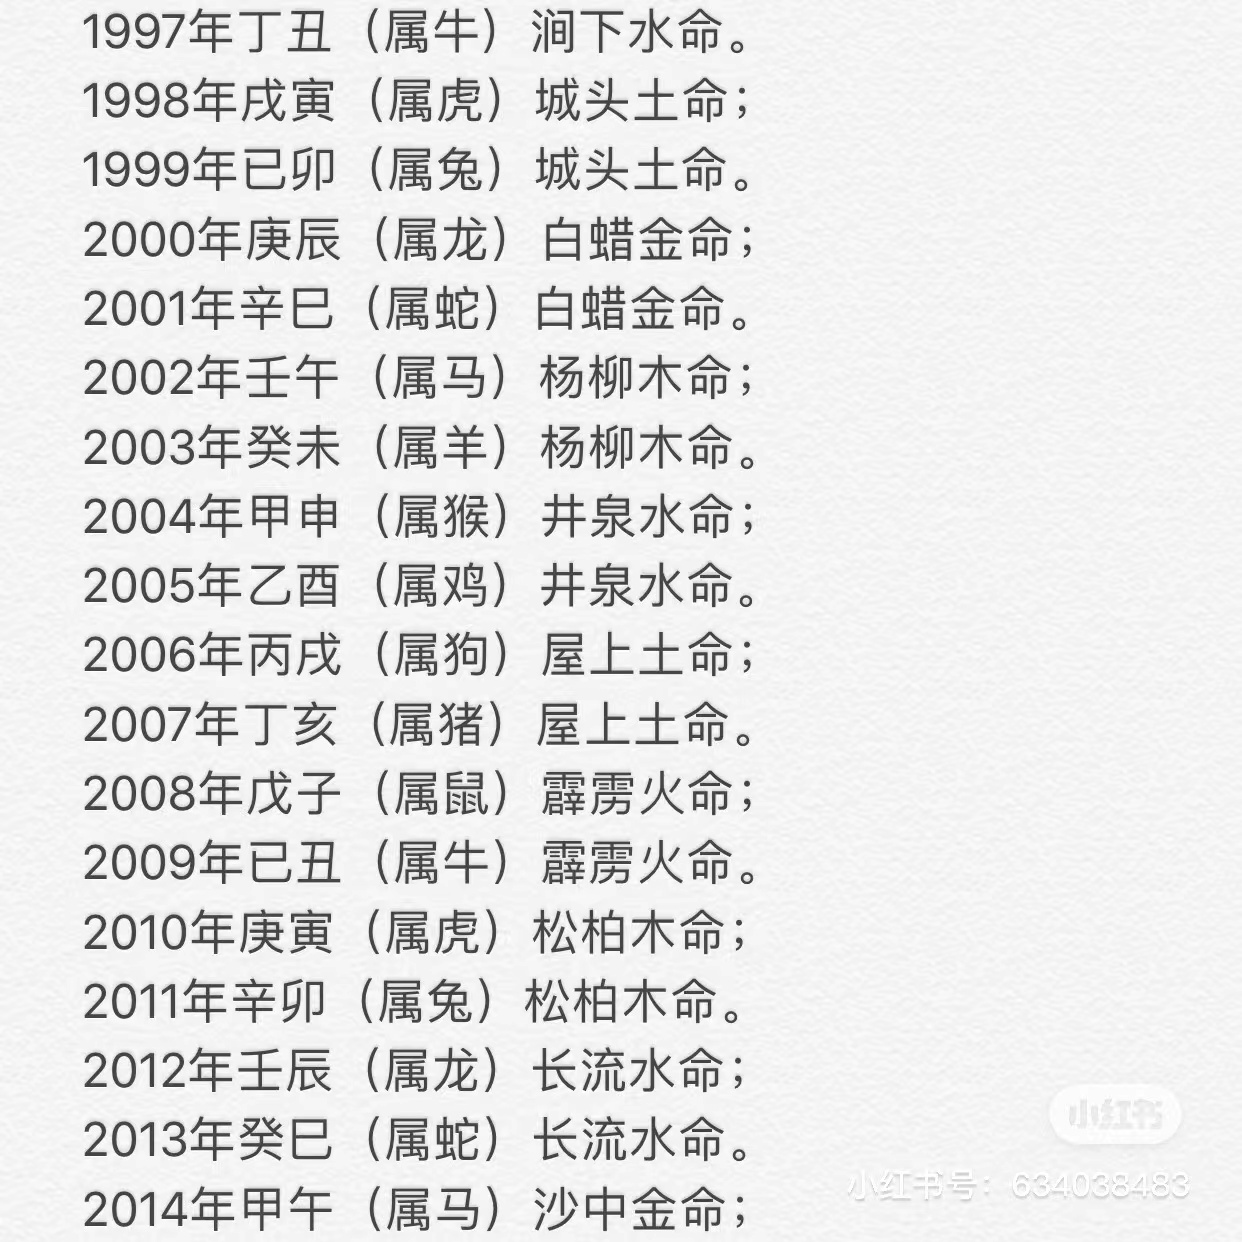 1997年丁丑（属牛）涧下水命。
1998年戌寅（属虎）城头土命；
1999年已卯（属兔）城头土命。
2000年庚辰（属龙）白蜡金命；
2001年辛巳（属蛇）白蜡金命。
2002年壬午（属马）杨柳木命；
2003年癸未（属羊）杨柳木命。
2004年甲申（属猴）井泉水命；
2005年乙酉（属鸡）井泉水命。
2006年丙戌（属狗）屋上土命；
2007年丁亥（属猪）屋上土命。
2008年戊子（属鼠）霹雳火命；
2009年已丑（属牛）霹雳火命。
2010年庚寅（属虎）松柏木命；
2011年辛卯（属兔）松柏木命。
2012年壬辰（属龙）长流水命；
2013年癸巳（属蛇）长流水命。
2014年甲午（属马）沙中金命；
小红书
小红书号：634038483